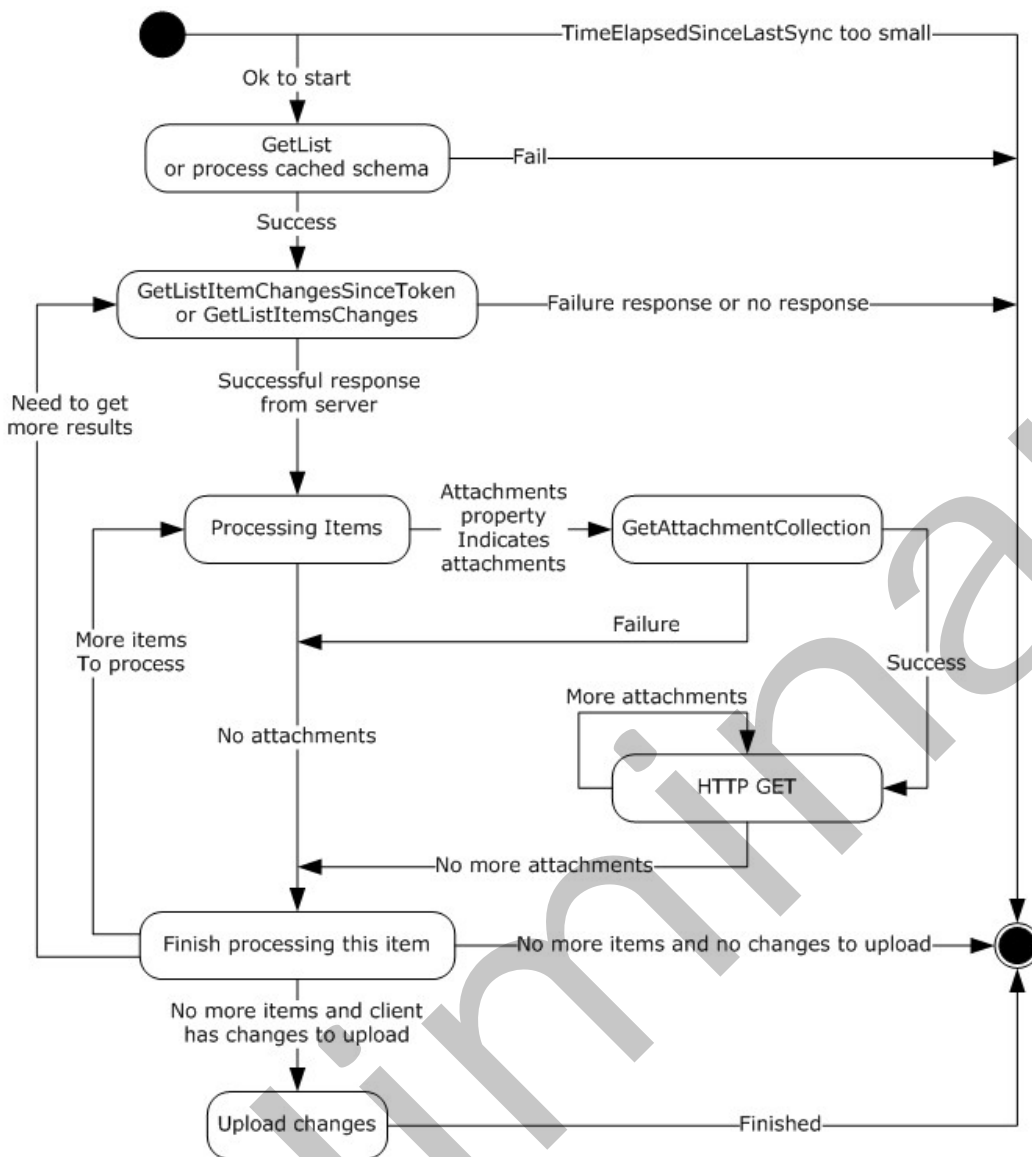 TimeElapsedSinceLastSync too small
Ok to start
GetList
or process cached schema
Fail
Success
GetListItemChangesSinceToken
or GetListItemsChanges
Failure response or no response
Successful response
from server
Need to get
more results
Processing Items
Attachments
property
Indicates
attachments
GetAttachmentCollection
Failure
More items
To process
Success
More attachments
No attachments
HTTP GET
No more attachments
Finish processing this item
No more items and no changes to upload
No more items and client
has changes to upload
Upload changes
Finished